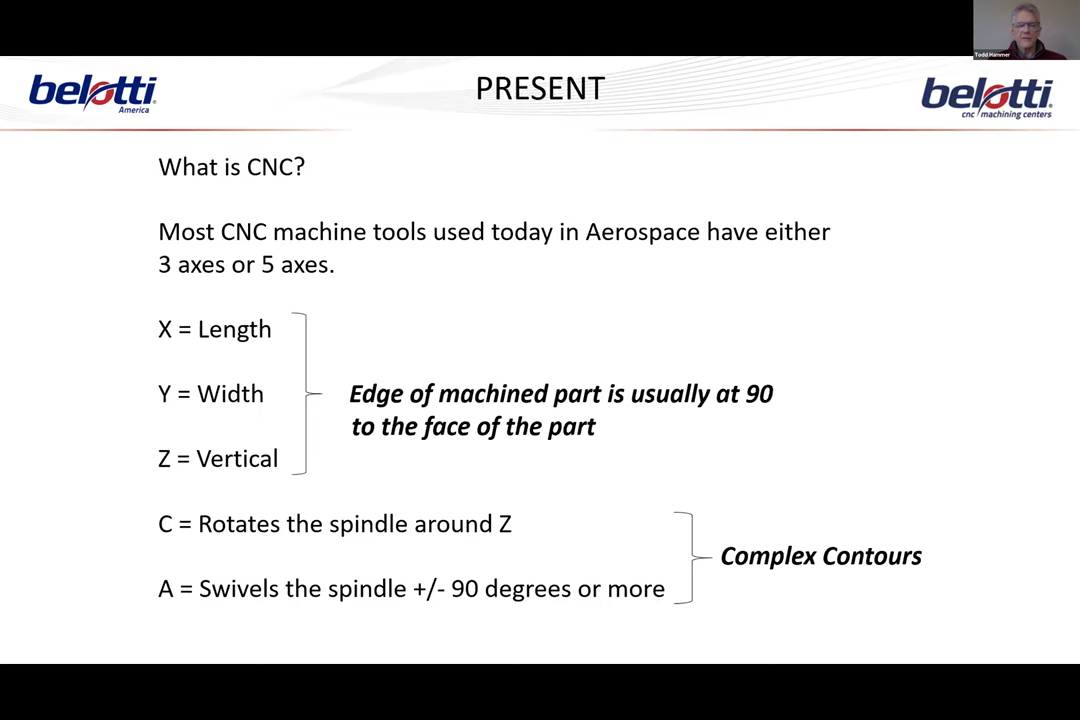 Todd Hammer
belotti
America
PRESENT
belotti
cnc machining centers
What is CNC?
Most CNC machine tools used today in Aerospace have either
3 axes or 5 axes.
X = Length
Y = Width
Edge of machined part is usually at 90
to the face of the part
Z = Vertical
C = Rotates the spindle around Z
Complex Contours
A = Swivels the spindle +/- 90 degrees or more